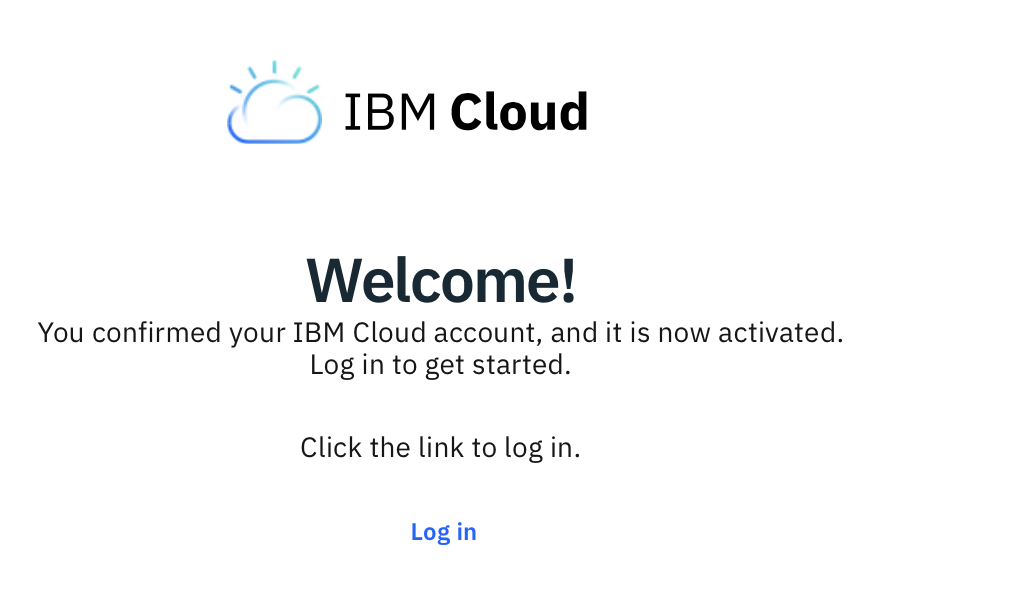 IBM Cloud
Welcome!
You confirmed your IBM Cloud account, and it is now activated.
Log in to get started.
Click the link to log in.
Log in